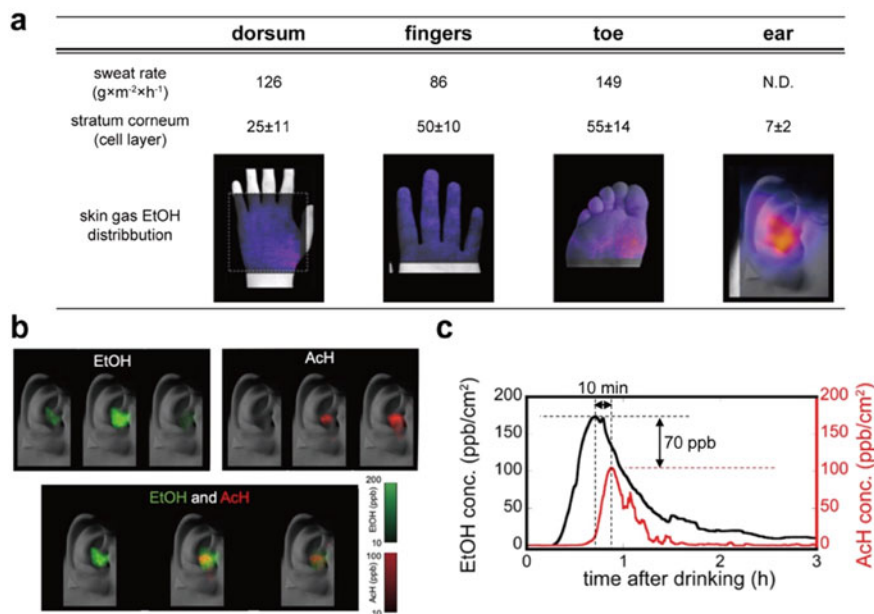 a
dorsum fingers toe ear
sweat rate
(g×m⁻²×h⁻¹) 126 86 149 N.D.
stratum corneum
(cell layer) 25±11 50±10 55±14 7±2
skin gas EtOH
distribbution
b
EtOH AcH
EtOH and AcH
200
EtOH (ppb)
10
100
AcH (ppb)
10
c
10 min
70 ppb
EtOH conc. (ppb/cm²)
200
150
100
50
0
AcH conc. (ppb/cm²)
200
150
100
50
0
0 1 2 3
time after drinking (h)